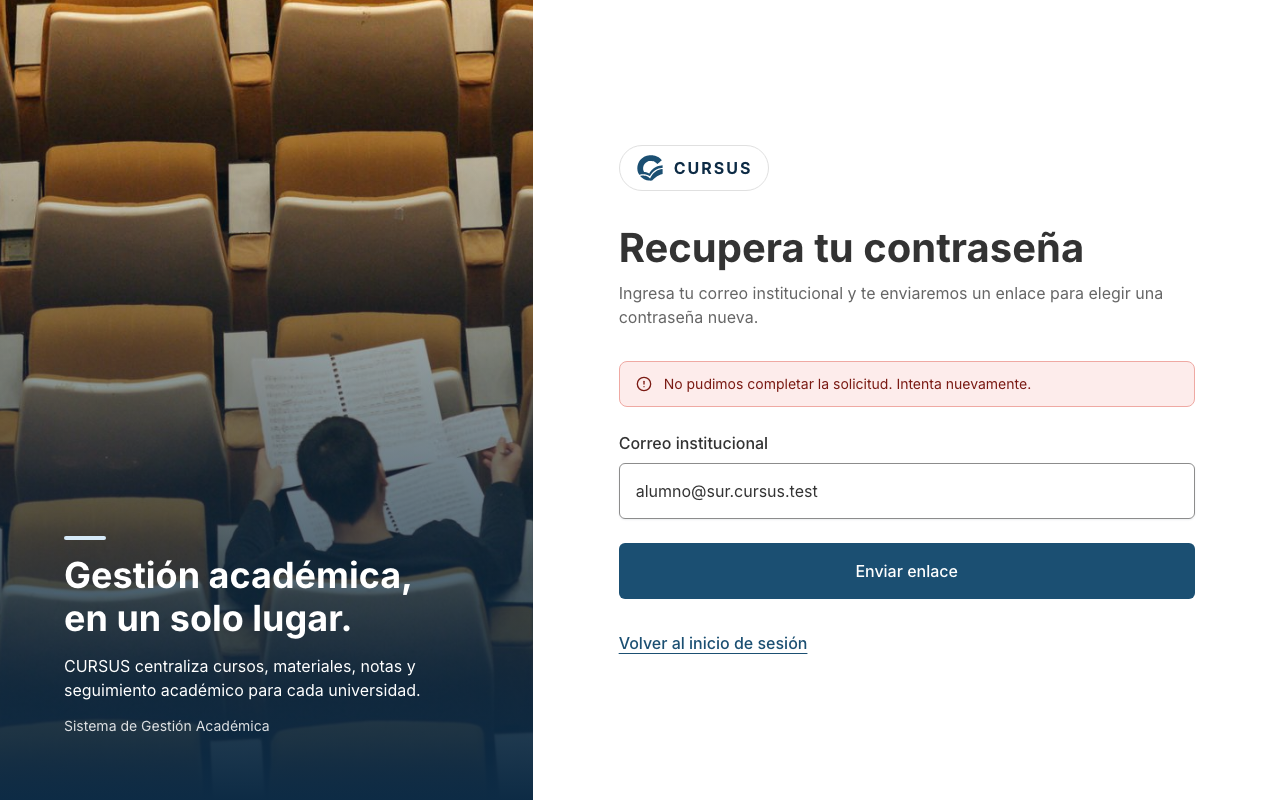 Gestión académica,
en un solo lugar.
CURSUS centraliza cursos, materiales, notas y
seguimiento académico para cada universidad.
Sistema de Gestión Académica
CURSUS
Recupera tu contraseña
Ingresa tu correo institucional y te enviaremos un enlace para elegir una
contraseña nueva.
No pudimos completar la solicitud. Intenta nuevamente.
Correo institucional
alumno@sur.cursus.test
Enviar enlace
Volver al inicio de sesión